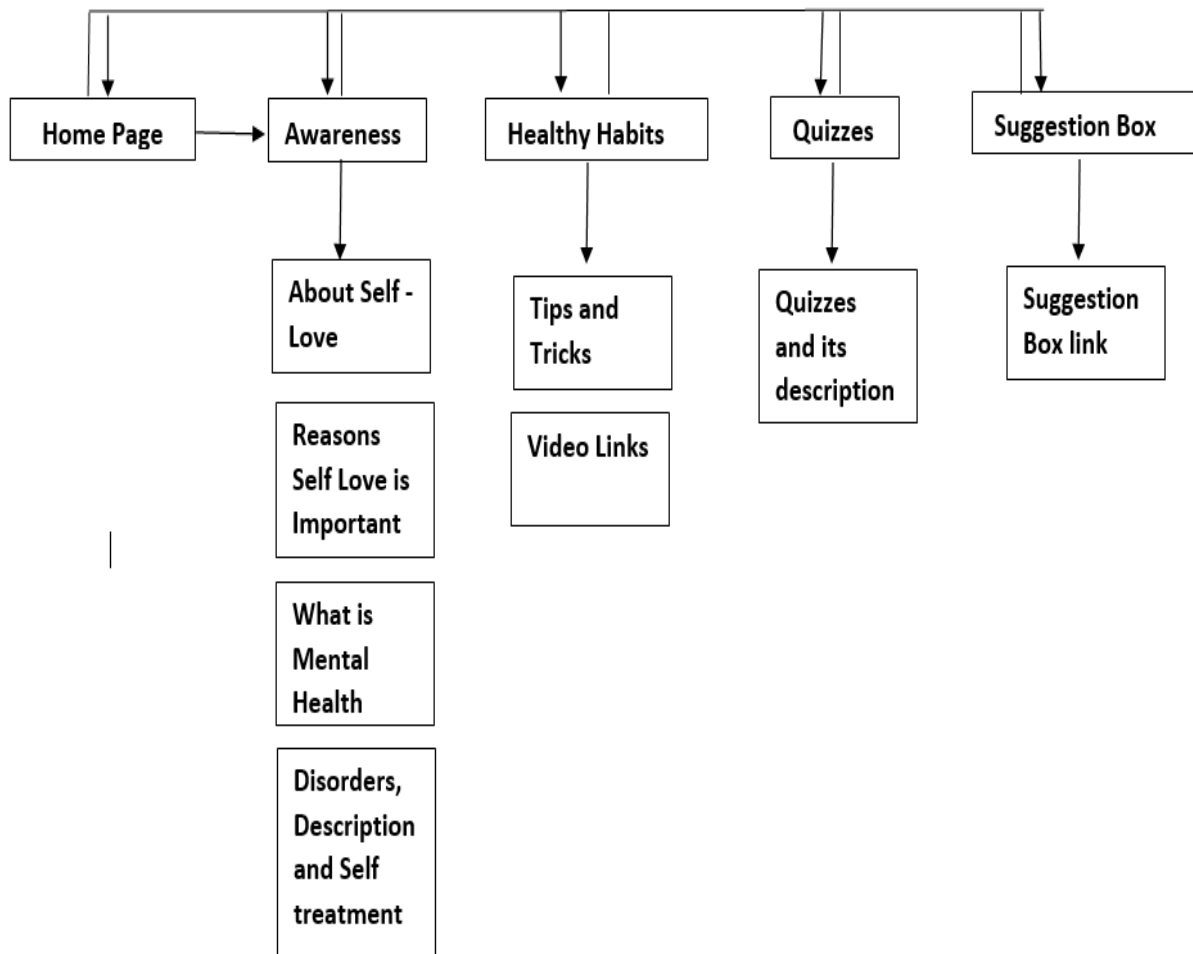 Home Page
Awareness
Healthy Habits
Quizzes
Suggestion Box
About Self -
Love
Reasons
Self Love is
Important
What is
Mental
Health
Disorders,
Description
and Self
treatment
Tips and
Tricks
Video Links
Quizzes
and its
description
Suggestion
Box link